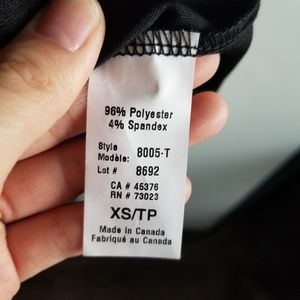 96% Polyester
4% Spandex
Style
Modèle: 8005-T
Lot # 8692
CA # 45376
RN # 73023
XS/TP
Made in Canada
Fabriqué au Canada